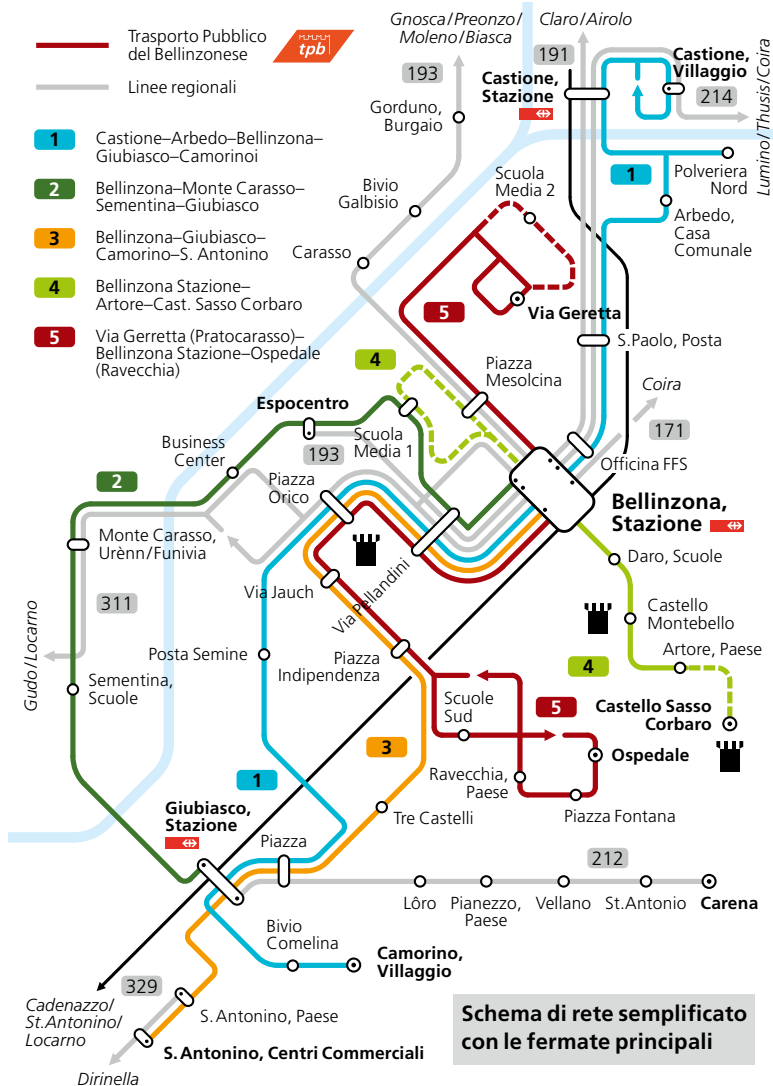 Trasporto Pubblico
del Bellinzonese
tpb
Linee regionali
1
Castione–Arbedo–Bellinzona–
Giubiasco–Camorinoi
2
Bellinzona–Monte Carasso–
Sementina–Giubiasco
3
Bellinzona–Giubiasco–
Camorino–S. Antonino
4
Bellinzona Stazione–
Artore–Cast. Sasso Corbaro
5
Via Gerretta (Pratocarasso)–
Bellinzona Stazione–Ospedale
(Ravecchia)
Gnosca/Preonzo/
Moleno/Biasca
193
Gorduno,
Burgaio
Bivio
Galbisio
Carasso
Claro/Airolo
191
Castione,
Stazione
Castione,
Villaggio
214
Lumino/Thusis/Coira
1
Polveriera
Nord
Arbedo,
Casa
Comunale
Scuola
Media 2
5
Via Geretta
S.Paolo, Posta
4
Piazza
Mesolcina
Coira
171
Officina FFS
Espocentro
193
Scuola
Media 1
Business
Center
2
Piazza
Orico
Bellinzona,
Stazione
Monte Carasso,
Urènn/Funivia
311
Gudo/Locarno
Via Jauch
Via Pellandini
Daro, Scuole
Castello
Montebello
Artore, Paese
4
Castello Sasso
Corbaro
Posta Semine
Piazza
Indipendenza
Sementina,
Scuole
Scuole
Sud
5
Ospedale
3
Ravecchia,
Paese
Piazza Fontana
1
Giubiasco,
Stazione
Tre Castelli
Piazza
212
Lôro
Pianezzo,
Paese
Vellano
St.Antonio
Carena
Bivio
Comelina
Camorino,
Villaggio
329
Cadenazzo/
St.Antonino/
Locarno
S.Antonino, Paese
S.Antonino, Centri Commerciali
Dirinella
Schema di rete semplificato
con le fermate principali